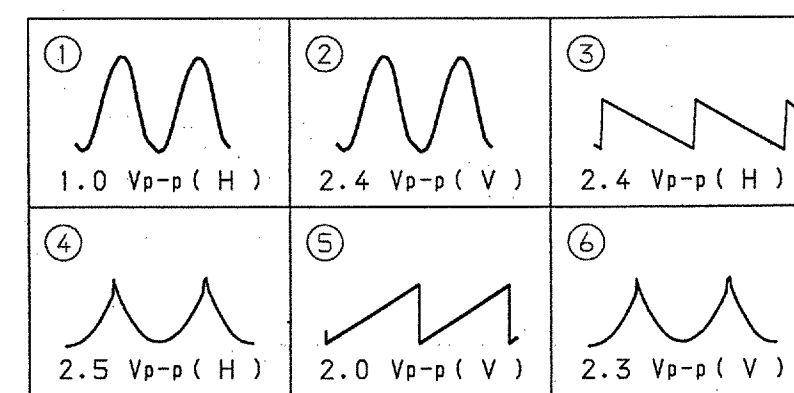 ① ② ③
1.0 Vp-p ( H ) 2.4 Vp-p ( V ) 2.4 Vp-p ( H )
④ ⑤ ⑥
2.5 Vp-p ( H ) 2.0 Vp-p ( V ) 2.3 Vp-p ( V )